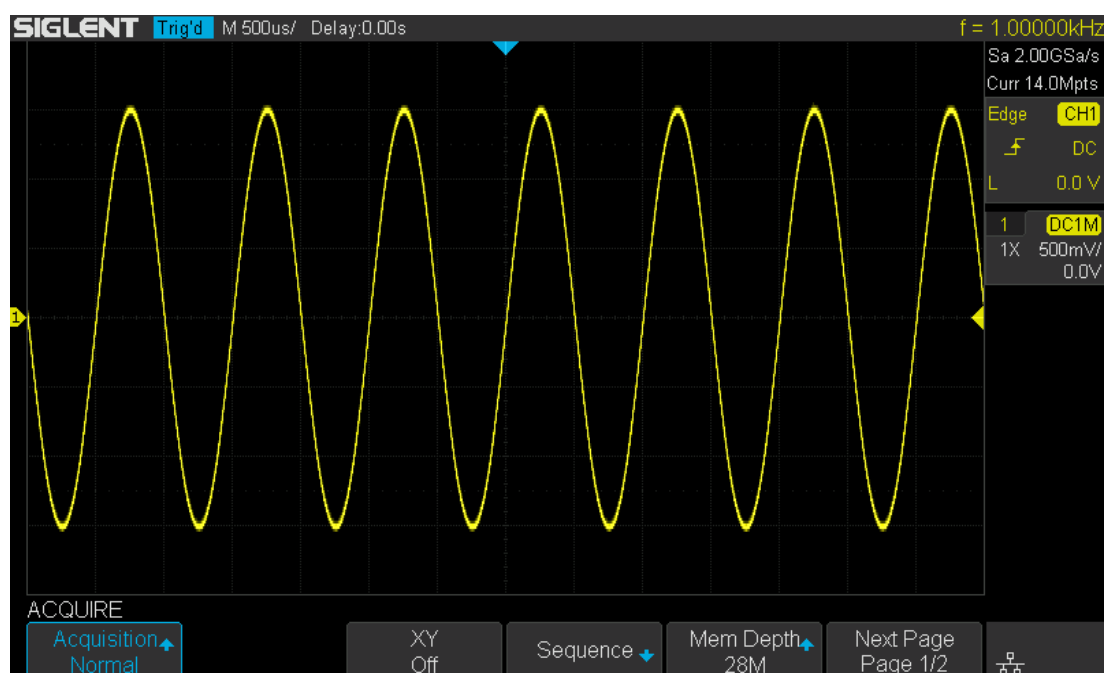 SIGLENT Trig'd M 500us/ Delay:0.00s f = 1.00000kHz
Sa 2.00GSa/s
Curr 14.0Mpts
Edge CH1
DC
L 0.0 V
1 DC1M
1X 500mV/
0.0V
1
ACQUIRE
Acquisition
Normal
XY
Off
Sequence
Mem Depth
28M
Next Page
Page 1/2